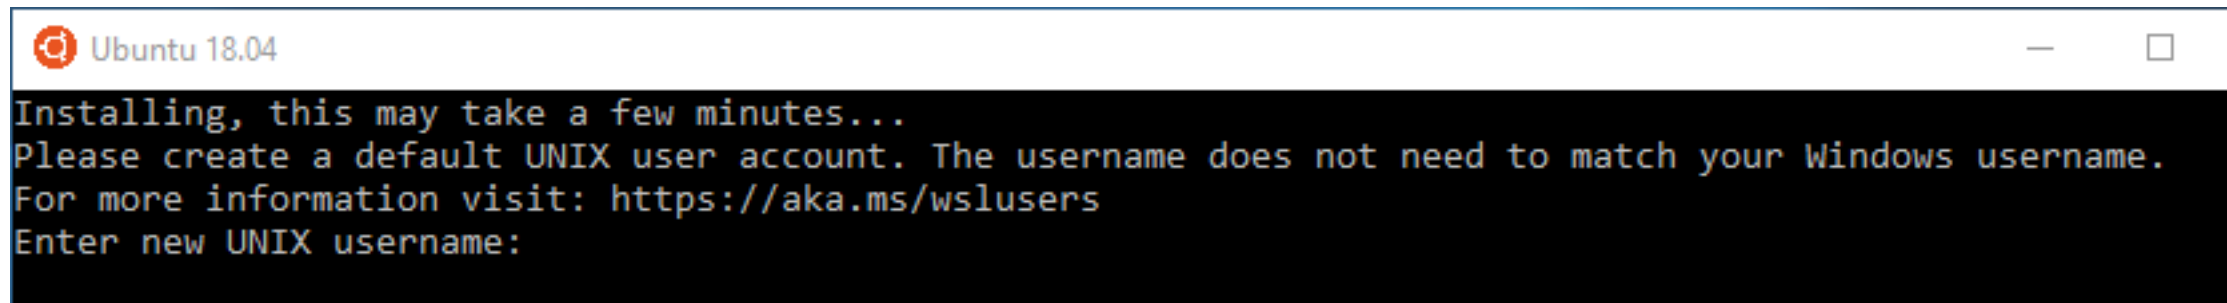 Ubuntu 18.04
Installing, this may take a few minutes...
Please create a default UNIX user account. The username does not need to match your Windows username.
For more information visit: https://aka.ms/wslusers
Enter new UNIX username: